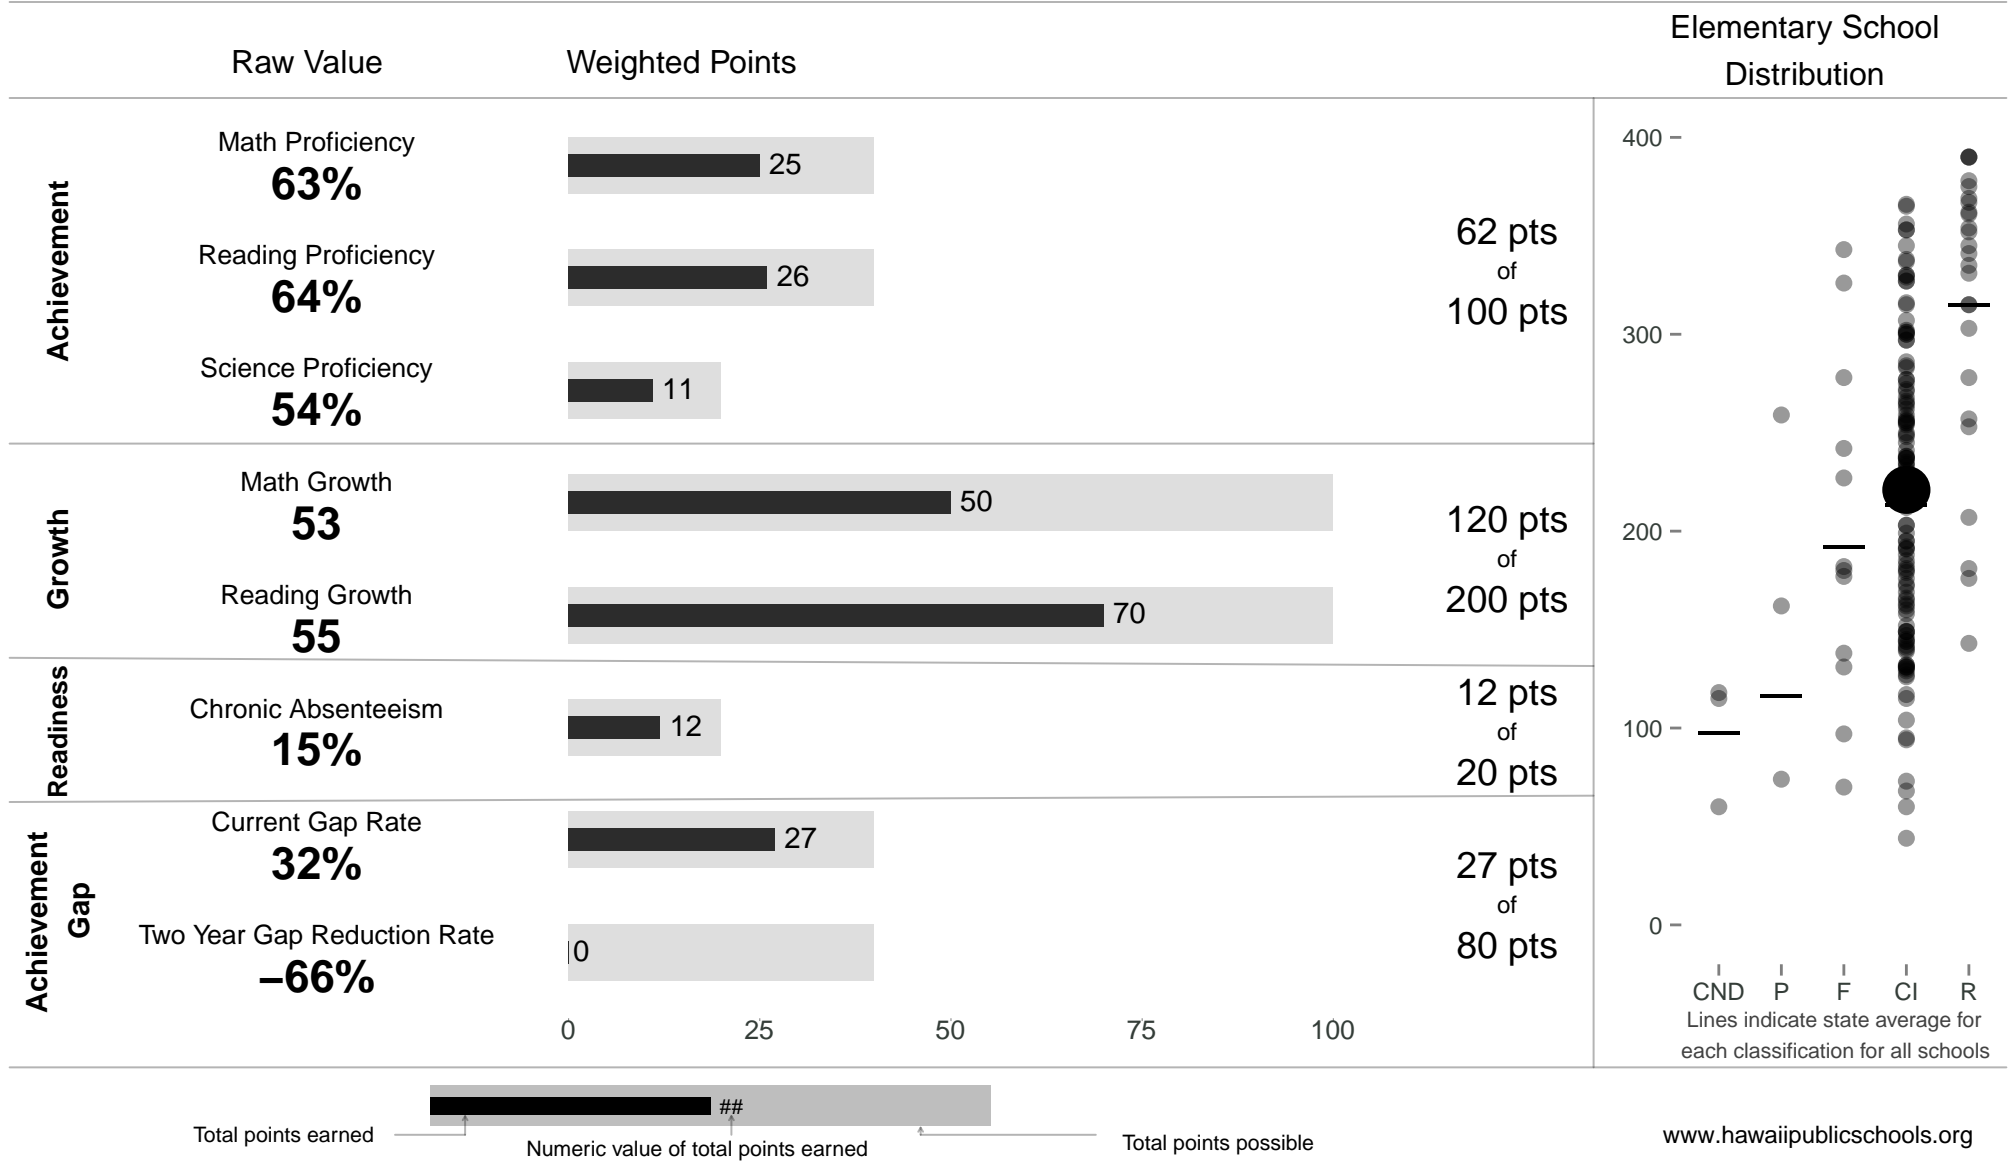 Raw Value
Weighted Points
Elementary School
Distribution
Achievement
Math Proficiency
63%
25
Reading Proficiency
64%
26
Science Proficiency
54%
11
62 pts
of
100 pts
Growth
Math Growth
53
50
Reading Growth
55
70
120 pts
of
200 pts
Readiness
Chronic Absenteeism
15%
12
12 pts
of
20 pts
Achievement
Gap
Current Gap Rate
32%
27
Two Year Gap Reduction Rate
–66%
0
27 pts
of
80 pts
0 25 50 75 100
400
300
200
100
0
CND P F CI R
Lines indicate state average for
each classification for all schools
##
Total points earned
Numeric value of total points earned
Total points possible
www.hawaiipublicschools.org